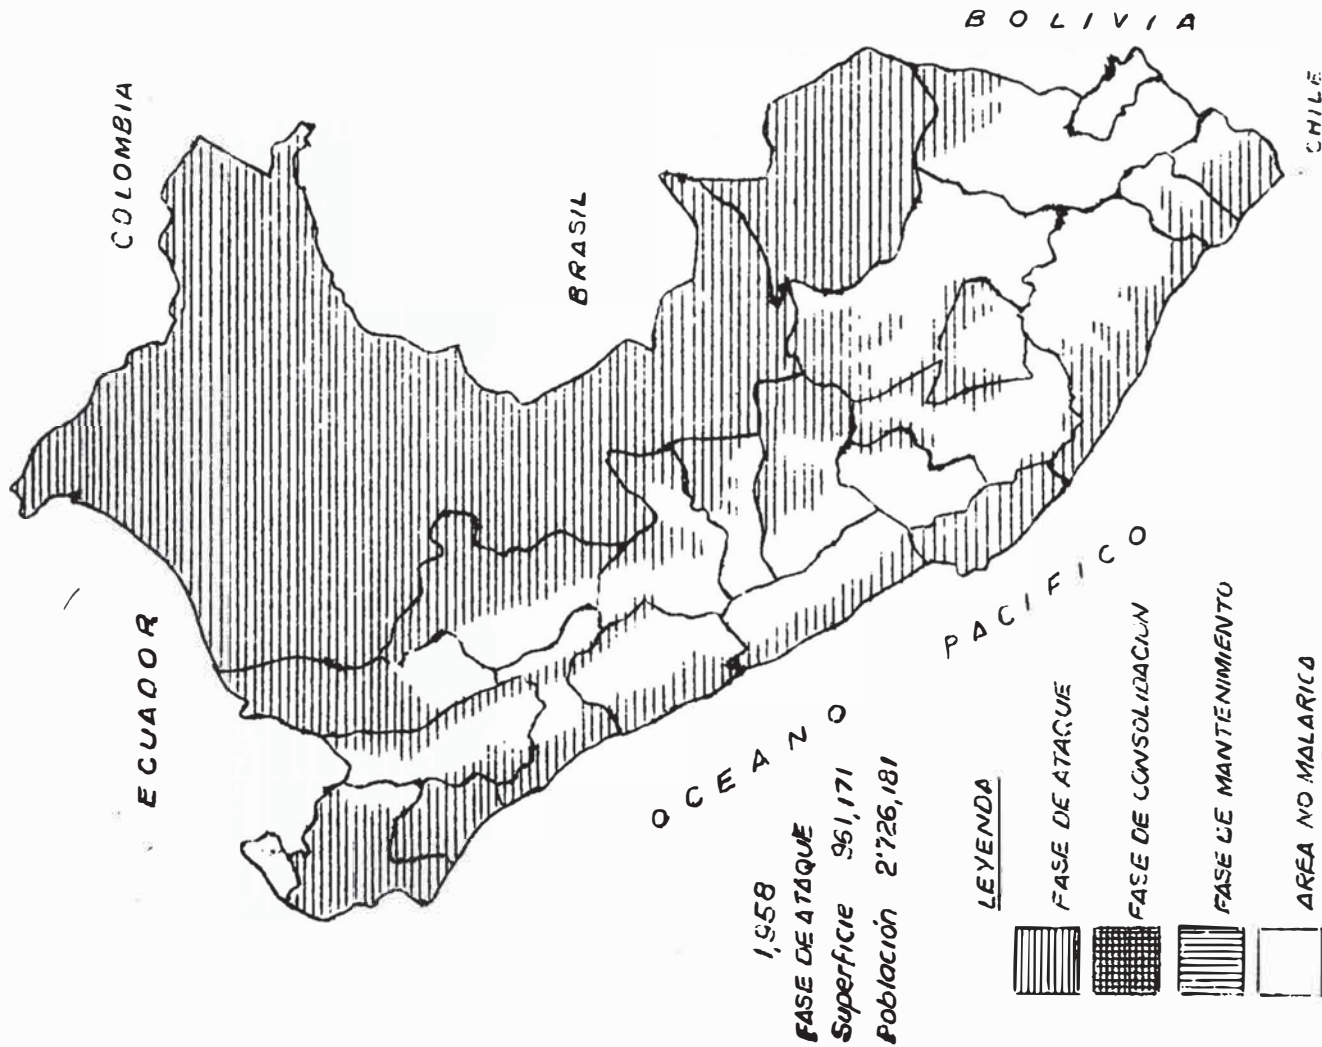 COLOMBIA
ECUADOR
BRASIL
BOLIVIA
CHILE
OCEANO PACIFICO
1,958
FASE DE ATAQUE
Superficie 951,171
Población 2'726,181
LEYENDA
FASE DE ATAQUE
FASE DE CONSOLIDACION
FASE DE MANTENIMIENTO
AREA NO MALARICA